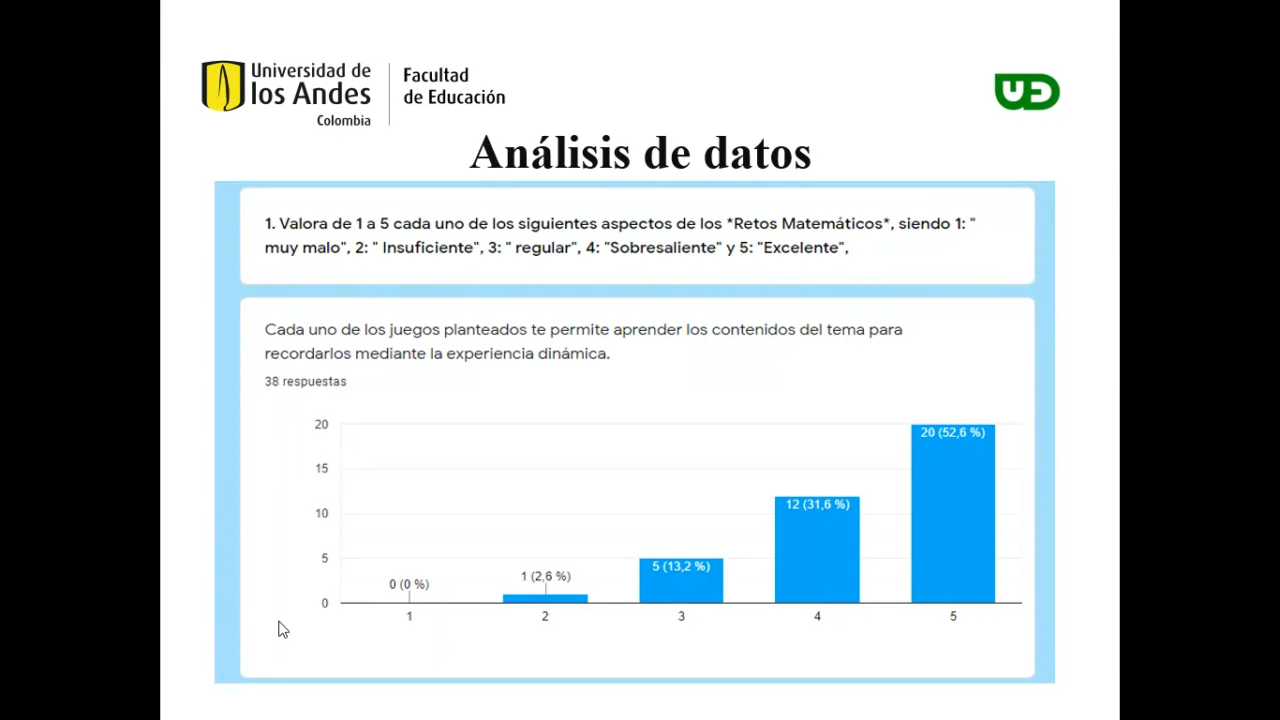 Universidad de
los Andes
Colombia
Facultad
de Educación
UD
Análisis de datos
1. Valora de 1 a 5 cada uno de los siguientes aspectos de los *Retos Matemáticos*, siendo 1: "
muy malo", 2: " Insuficiente", 3: " regular", 4: "Sobresaliente" y 5: "Excelente",
Cada uno de los juegos planteados te permite aprender los contenidos del tema para
recordarlos mediante la experiencia dinámica.
38 respuestas
20
15
10
5
0
0 (0 %)
1 (2,6 %)
5 (13,2 %)
12 (31,6 %)
20 (52,6 %)
1
2
3
4
5